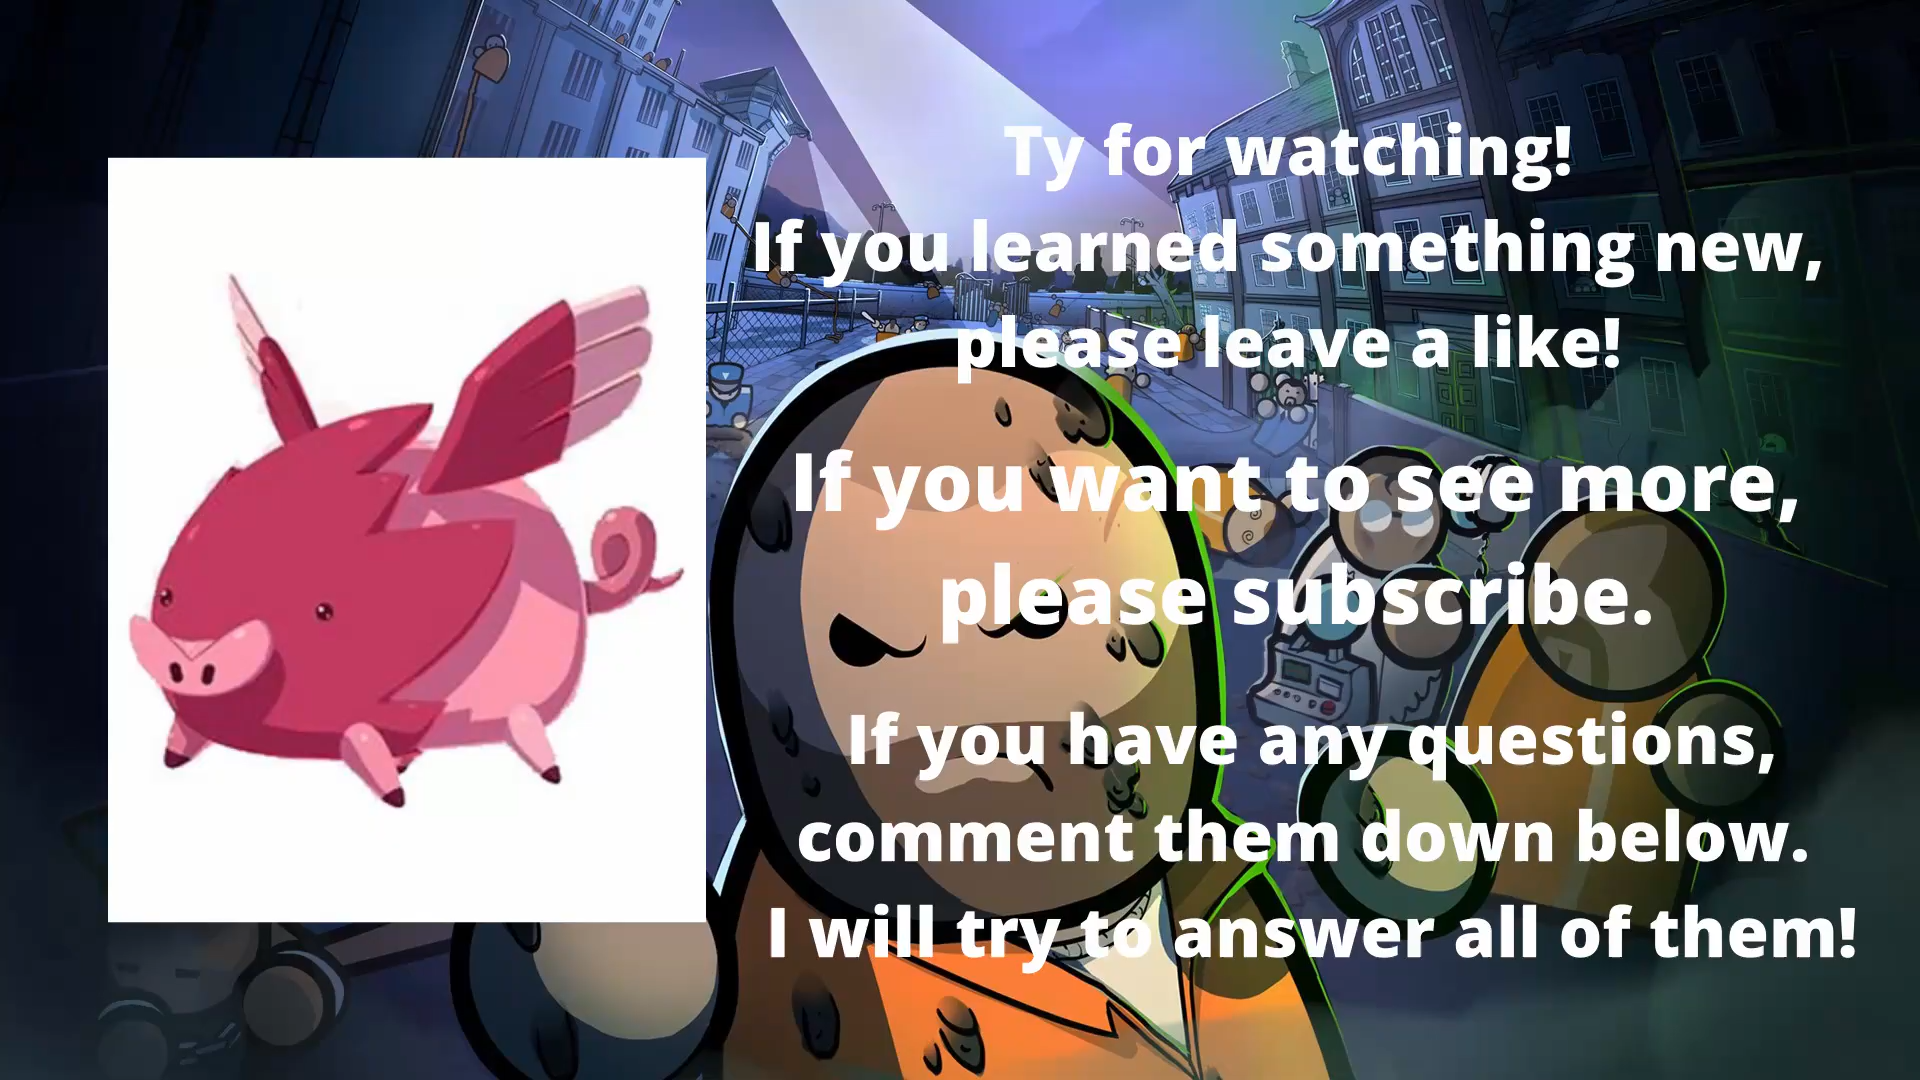 Ty for watching!
If you learned something new,
please leave a like!
If you want to see more,
please subscribe.
If you have any questions,
comment them down below.
I will try to answer all of them!